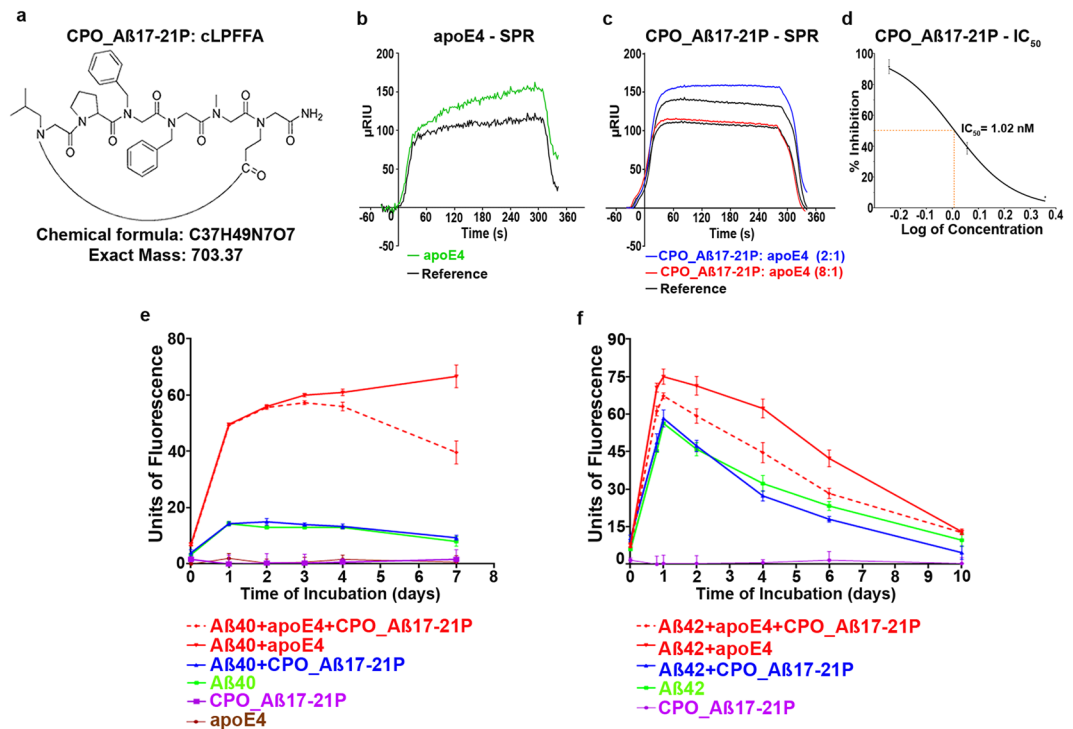 a
CPO_Aß17-21P: cLPFFA
N
N
N
N
N
N
NH2
O
O
O
O
O
O
O
Chemical formula: C37H49N7O7
Exact Mass: 703.37
b
apoE4 - SPR
µRIU
200
150
100
50
0
-50
-60
0
60
120
180
240
300
360
Time (s)
apoE4
Reference
c
CPO_Aß17-21P - SPR
µRIU
200
150
100
50
0
-50
-60
0
60
120
180
240
300
360
Time (s)
CPO_Aß17-21P: apoE4 (2:1)
CPO_Aß17-21P: apoE4 (8:1)
Reference
d
CPO_Aß17-21P - IC50
% Inhibition
100
80
60
40
20
0
IC50= 1.02 nM
-0.2
0.0
0.2
0.4
Log of Concentration
e
Units of Fluorescence
80
60
40
20
0
0 1 2 3 4 5 6 7 8
Time of Incubation (days)
Aß40+apoE4+CPO_Aß17-21P
Aß40+apoE4
Aß40+CPO_Aß17-21P
Aß40
CPO_Aß17-21P
apoE4
f
Units of Fluorescence
90
75
60
45
30
15
0
0 1 2 3 4 5 6 7 8 9 10
Time of Incubation (days)
Aß42+apoE4+CPO_Aß17-21P
Aß42+apoE4
Aß42+CPO_Aß17-21P
Aß42
CPO_Aß17-21P